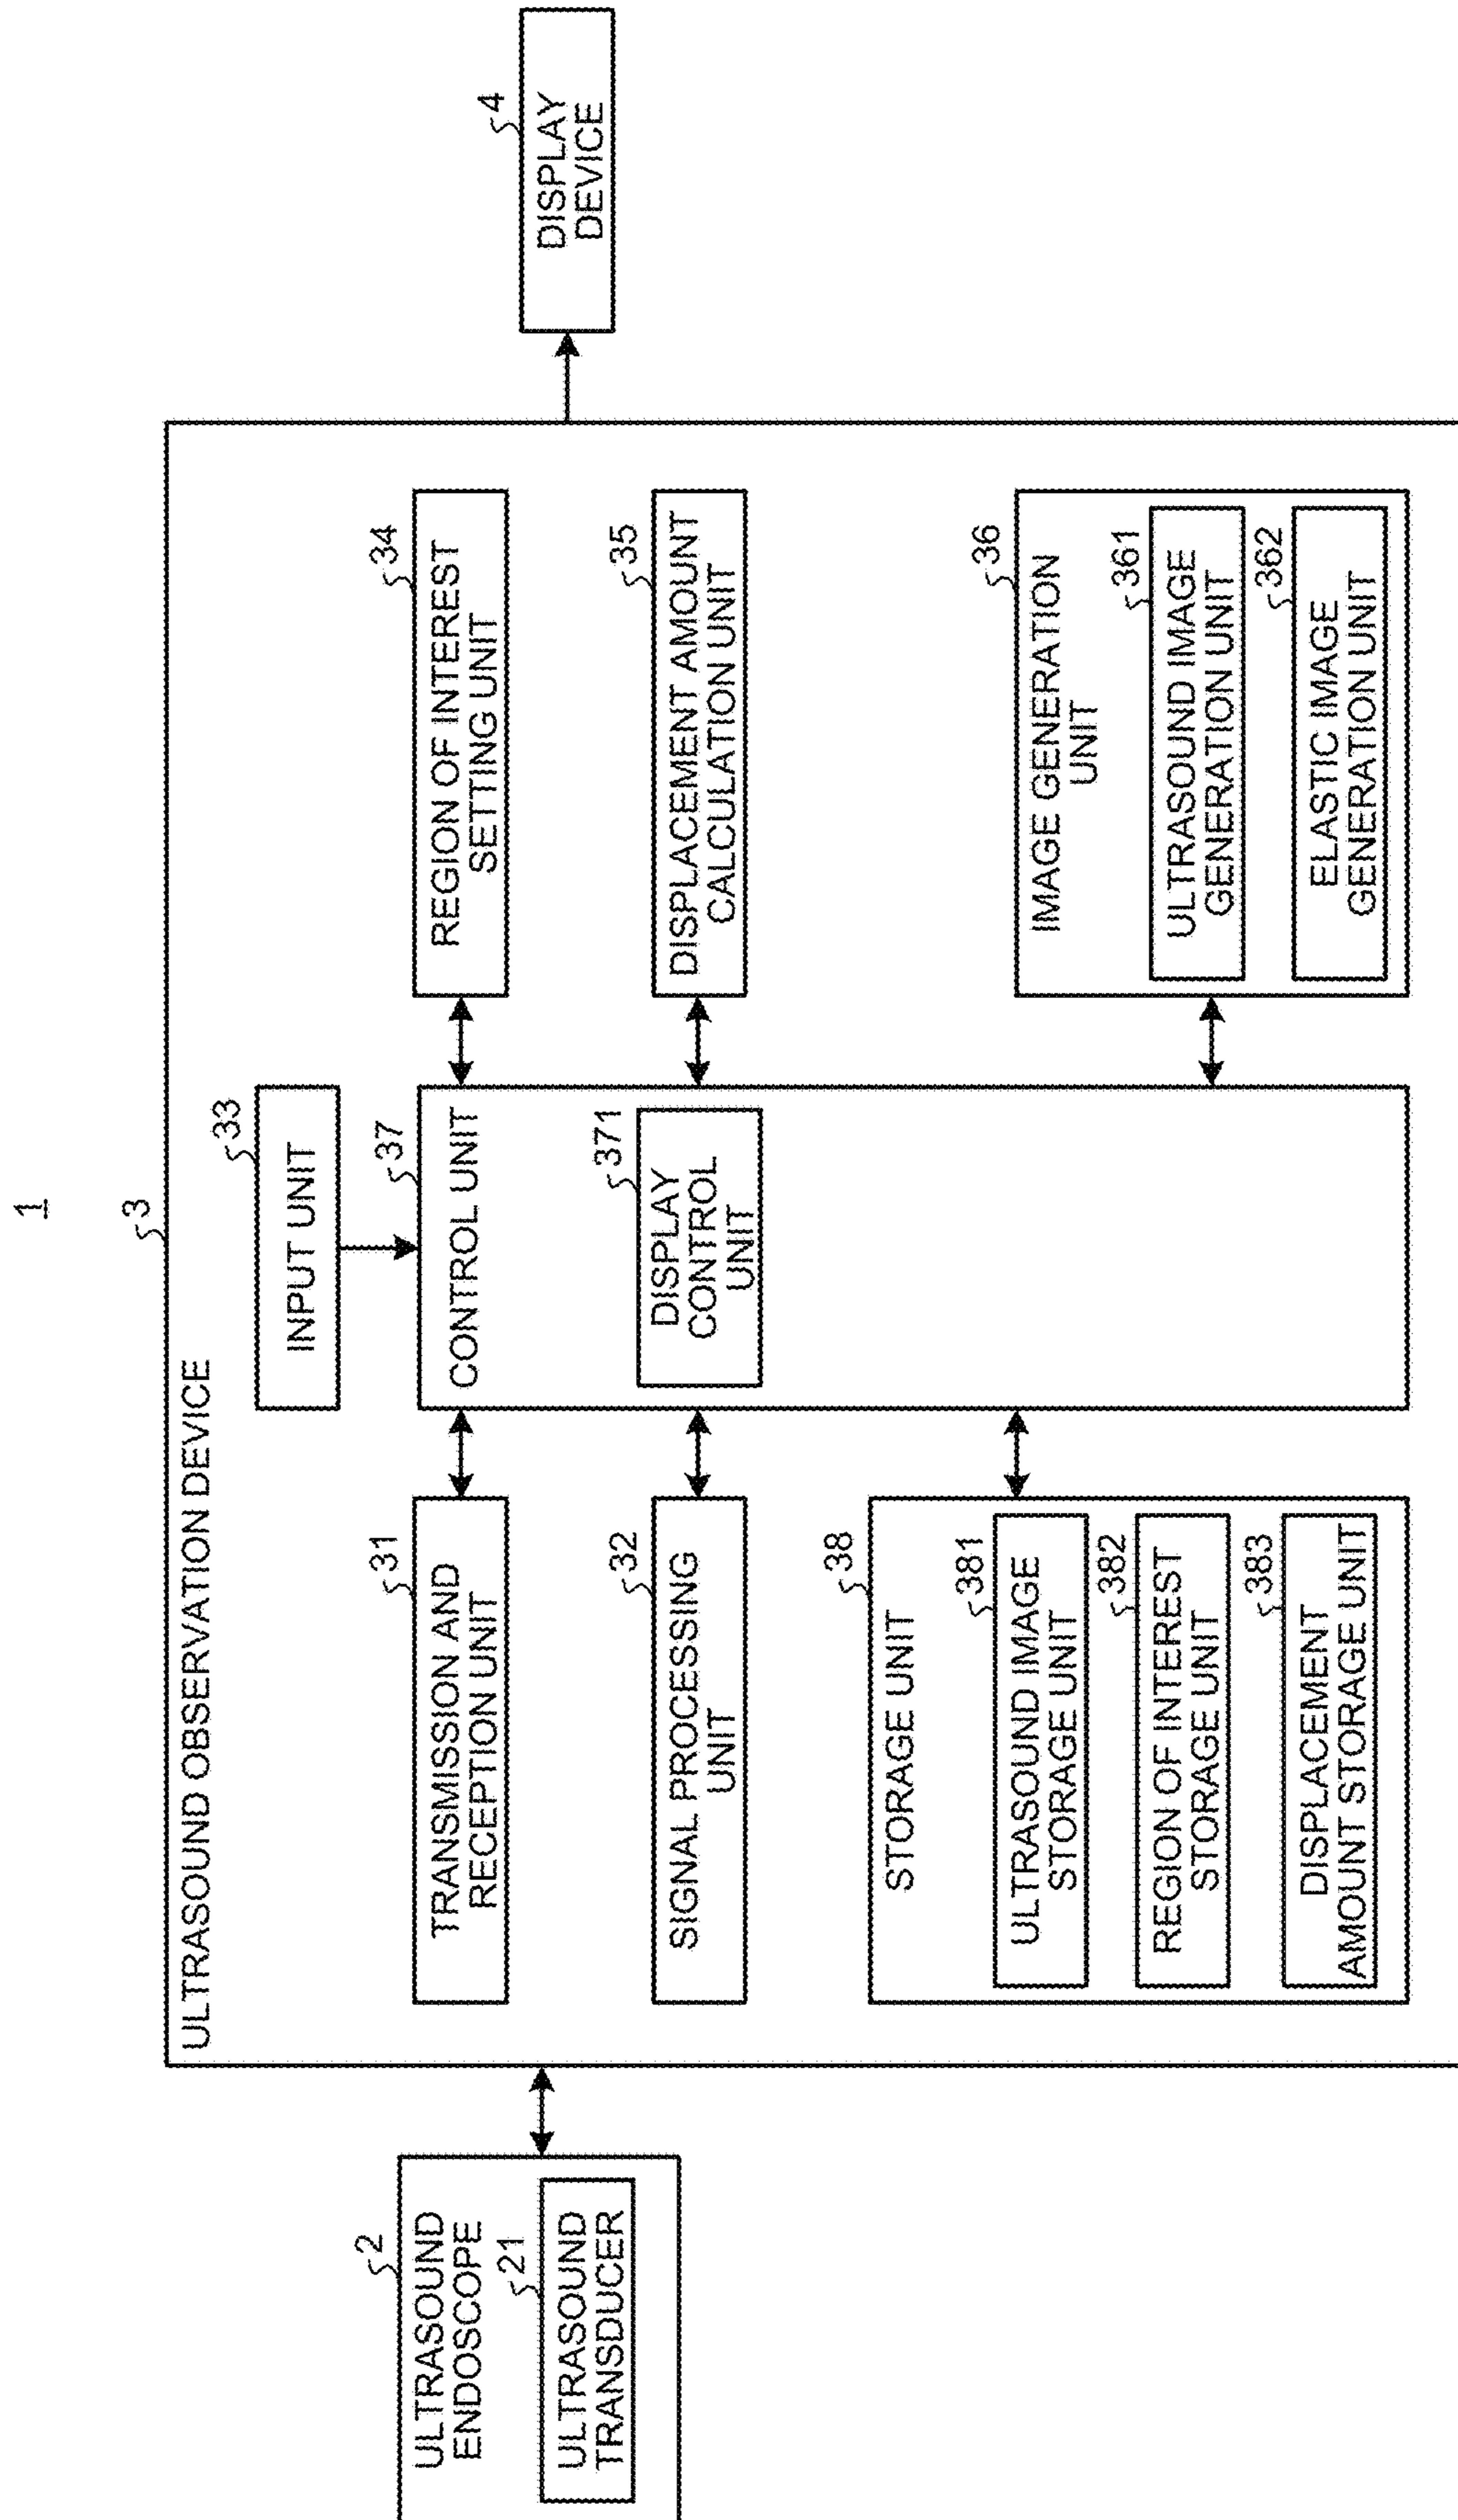 1
3
ULTRASOUND OBSERVATION DEVICE
2
ULTRASOUND
ENDOSCOPE
21
ULTRASOUND
TRANSDUCER
31
TRANSMISSION AND
RECEPTION UNIT
32
SIGNAL PROCESSING
UNIT
38
STORAGE UNIT
381
ULTRASOUND IMAGE
STORAGE UNIT
382
REGION OF INTEREST
STORAGE UNIT
383
DISPLACEMENT
AMOUNT STORAGE UNIT
33
INPUT UNIT
37
CONTROL UNIT
371
DISPLAY
CONTROL
UNIT
34
REGION OF INTEREST
SETTING UNIT
35
DISPLACEMENT AMOUNT
CALCULATION UNIT
36
IMAGE GENERATION
UNIT
361
ULTRASOUND IMAGE
GENERATION UNIT
362
ELASTIC IMAGE
GENERATION UNIT
4
DISPLAY
DEVICE